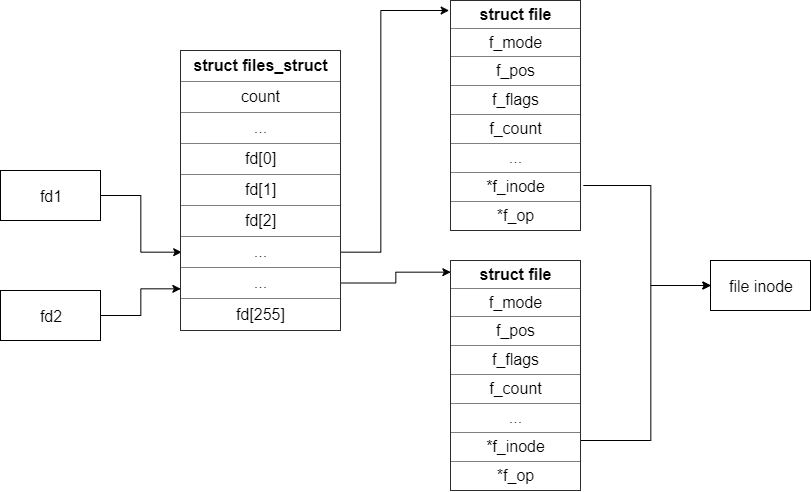 fd1
fd2
struct files_struct
count
...
fd[0]
fd[1]
fd[2]
...
...
fd[255]
struct file
f_mode
f_pos
f_flags
f_count
...
*f_inode
*f_op
struct file
f_mode
f_pos
f_flags
f_count
...
*f_inode
*f_op
file inode